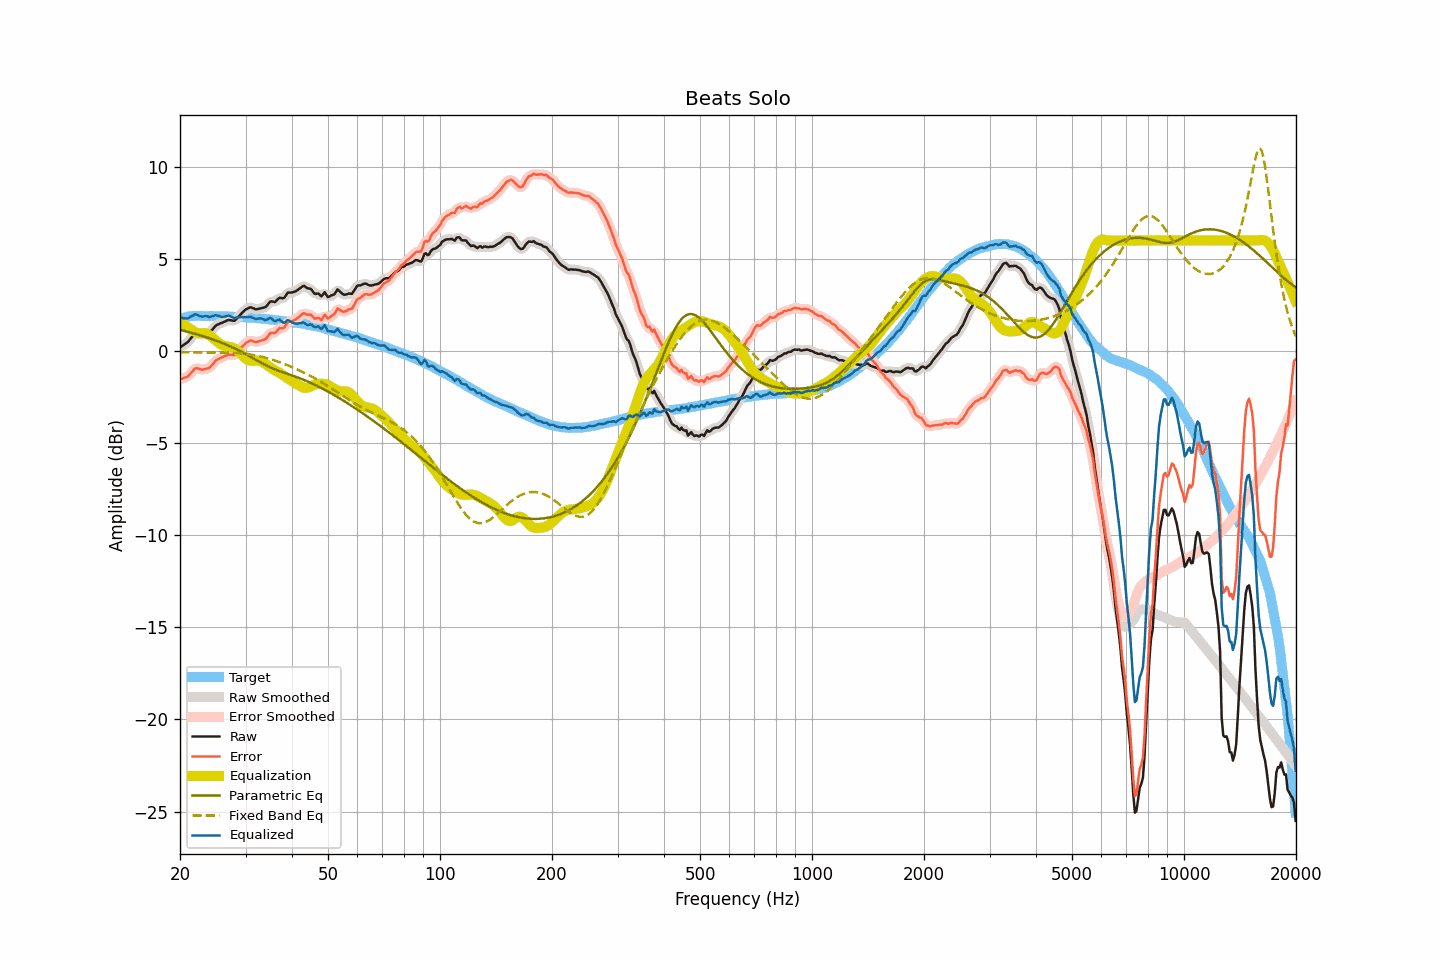 Beats Solo
Amplitude (dBr)
10
5
0
−5
−10
−15
−20
−25
Target
Raw Smoothed
Error Smoothed
Raw
Error
Equalization
Parametric Eq
Fixed Band Eq
Equalized
20 50 100 200 500 1000 2000 5000 10000 20000
Frequency (Hz)